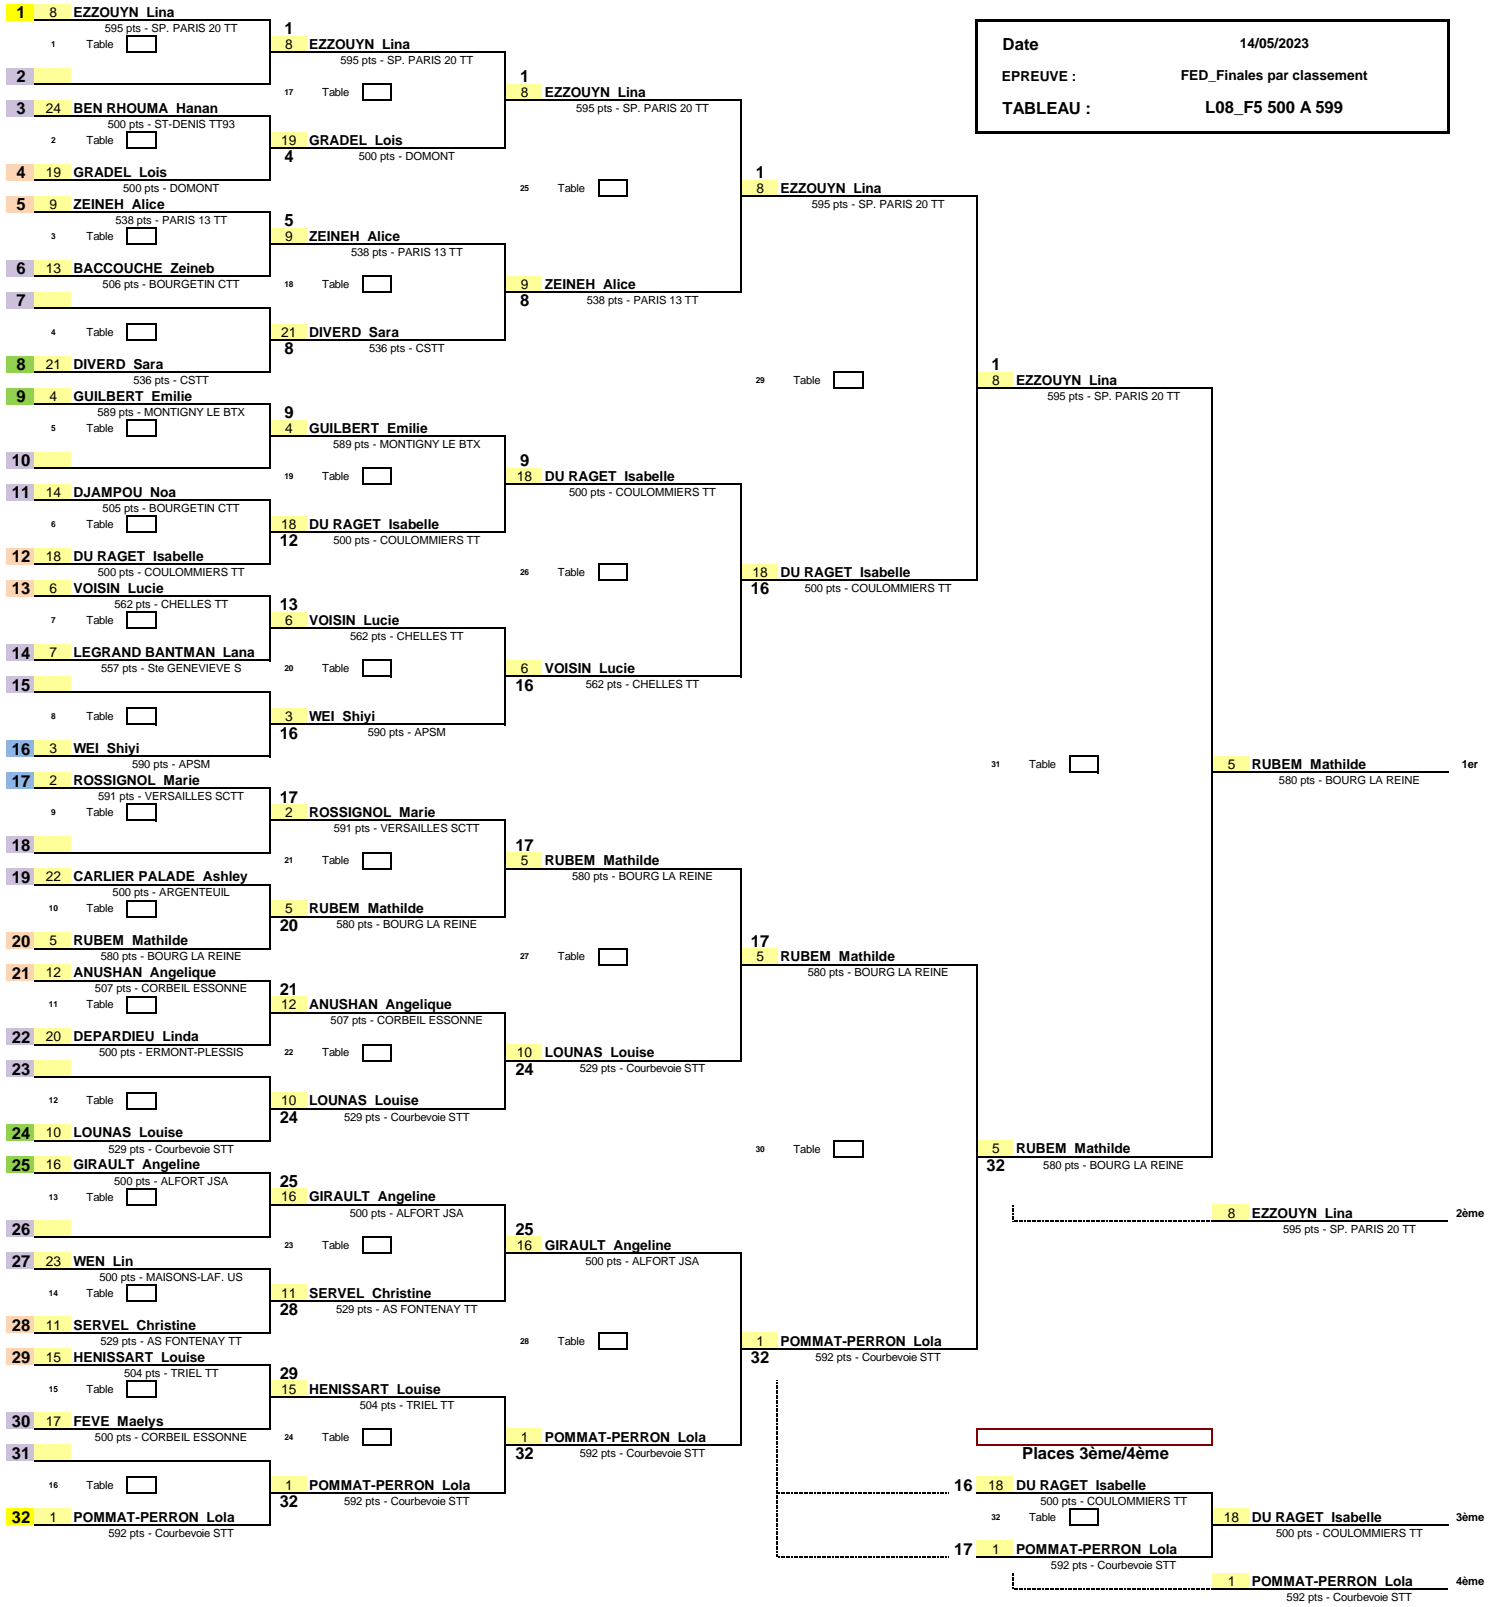 Date 14/05/2023
EPREUVE : FED_Finales par classement
TABLEAU : L08_F5 500 A 599
1 8 EZZOUYN Lina
595 pts - SP. PARIS 20 TT
1 Table
2
3 24 BEN RHOUMA Hanan
500 pts - ST-DENIS TT93
2 Table
4 19 GRADEL Lois
500 pts - DOMONT
5 9 ZEINEH Alice
538 pts - PARIS 13 TT
3 Table
6 13 BACCOUCHE Zeineb
506 pts - BOURGETIN CTT
7
4 Table
8 21 DIVERD Sara
536 pts - CSTT
9 4 GUILBERT Emilie
589 pts - MONTIGNY LE BTX
5 Table
10
11 14 DJAMPOU Noa
505 pts - BOURGETIN CTT
6 Table
12 18 DU RAGET Isabelle
500 pts - COULOMMIERS TT
13 6 VOISIN Lucie
562 pts - CHELLES TT
7 Table
14 7 LEGRAND BANTMAN Lana
557 pts - Ste GENEVIEVE S
15
8 Table
16 3 WEI Shiyi
590 pts - APSM
17 2 ROSSIGNOL Marie
591 pts - VERSAILLES SCTT
9 Table
18
19 22 CARLIER PALADE Ashley
500 pts - ARGENTEUIL
10 Table
20 5 RUBEM Mathilde
580 pts - BOURG LA REINE
21 12 ANUSHAN Angelique
507 pts - CORBEIL ESSONNE
11 Table
22 20 DEPARDIEU Linda
500 pts - ERMONT-PLESSIS
23
12 Table
24 10 LOUNAS Louise
529 pts - Courbevoie STT
25 16 GIRAULT Angeline
500 pts - ALFORT JSA
13 Table
26
27 23 WEN Lin
500 pts - MAISONS-LAF. US
14 Table
28 11 SERVEL Christine
529 pts - AS FONTENAY TT
29 15 HENISSART Louise
504 pts - TRIEL TT
15 Table
30 17 FEVE Maelys
500 pts - CORBEIL ESSONNE
31
16 Table
32 1 POMMAT-PERRON Lola
592 pts - Courbevoie STT
1
8 EZZOUYN Lina
595 pts - SP. PARIS 20 TT
17 Table
19 GRADEL Lois
4 500 pts - DOMONT
5
9 ZEINEH Alice
538 pts - PARIS 13 TT
18 Table
21 DIVERD Sara
8 536 pts - CSTT
9
4 GUILBERT Emilie
589 pts - MONTIGNY LE BTX
19 Table
18 DU RAGET Isabelle
12 500 pts - COULOMMIERS TT
13
6 VOISIN Lucie
562 pts - CHELLES TT
20 Table
3 WEI Shiyi
16 590 pts - APSM
17
2 ROSSIGNOL Marie
591 pts - VERSAILLES SCTT
21 Table
5 RUBEM Mathilde
20 580 pts - BOURG LA REINE
21
12 ANUSHAN Angelique
507 pts - CORBEIL ESSONNE
22 Table
10 LOUNAS Louise
24 529 pts - Courbevoie STT
25
16 GIRAULT Angeline
500 pts - ALFORT JSA
23 Table
11 SERVEL Christine
28 529 pts - AS FONTENAY TT
29
15 HENISSART Louise
504 pts - TRIEL TT
24 Table
1 POMMAT-PERRON Lola
32 592 pts - Courbevoie STT
1
8 EZZOUYN Lina
595 pts - SP. PARIS 20 TT
25 Table
9 ZEINEH Alice
8 538 pts - PARIS 13 TT
9
18 DU RAGET Isabelle
500 pts - COULOMMIERS TT
26 Table
6 VOISIN Lucie
16 562 pts - CHELLES TT
17
5 RUBEM Mathilde
580 pts - BOURG LA REINE
27 Table
10 LOUNAS Louise
24 529 pts - Courbevoie STT
25
16 GIRAULT Angeline
500 pts - ALFORT JSA
28 Table
1 POMMAT-PERRON Lola
32 592 pts - Courbevoie STT
1
8 EZZOUYN Lina
595 pts - SP. PARIS 20 TT
29 Table
18 DU RAGET Isabelle
16 500 pts - COULOMMIERS TT
17
5 RUBEM Mathilde
580 pts - BOURG LA REINE
30 Table
1 POMMAT-PERRON Lola
32 592 pts - Courbevoie STT
1
8 EZZOUYN Lina
595 pts - SP. PARIS 20 TT
31 Table
5 RUBEM Mathilde
32 580 pts - BOURG LA REINE
5 RUBEM Mathilde 1er
580 pts - BOURG LA REINE
8 EZZOUYN Lina 2ème
595 pts - SP. PARIS 20 TT
Places 3ème/4ème
16 18 DU RAGET Isabelle
500 pts - COULOMMIERS TT
32 Table
17 1 POMMAT-PERRON Lola
592 pts - Courbevoie STT
18 DU RAGET Isabelle 3ème
500 pts - COULOMMIERS TT
1 POMMAT-PERRON Lola 4ème
592 pts - Courbevoie STT